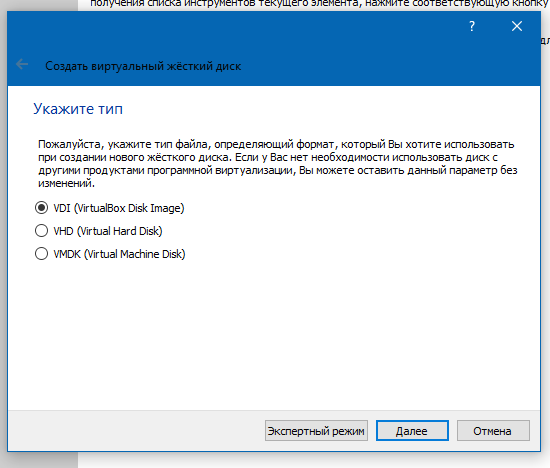 получения списка инструментов текущего элемента, нажмите соответствующую кнопку
?
Создать виртуальный жёсткий диск
Укажите тип
Пожалуйста, укажите тип файла, определяющий формат, который Вы хотите использовать
при создании нового жёсткого диска. Если у Вас нет необходимости использовать диск с
другими продуктами программной виртуализации, Вы можете оставить данный параметр без
изменений.
VDI (VirtualBox Disk Image)
VHD (Virtual Hard Disk)
VMDK (Virtual Machine Disk)
Экспертный режим
Далее
Отмена